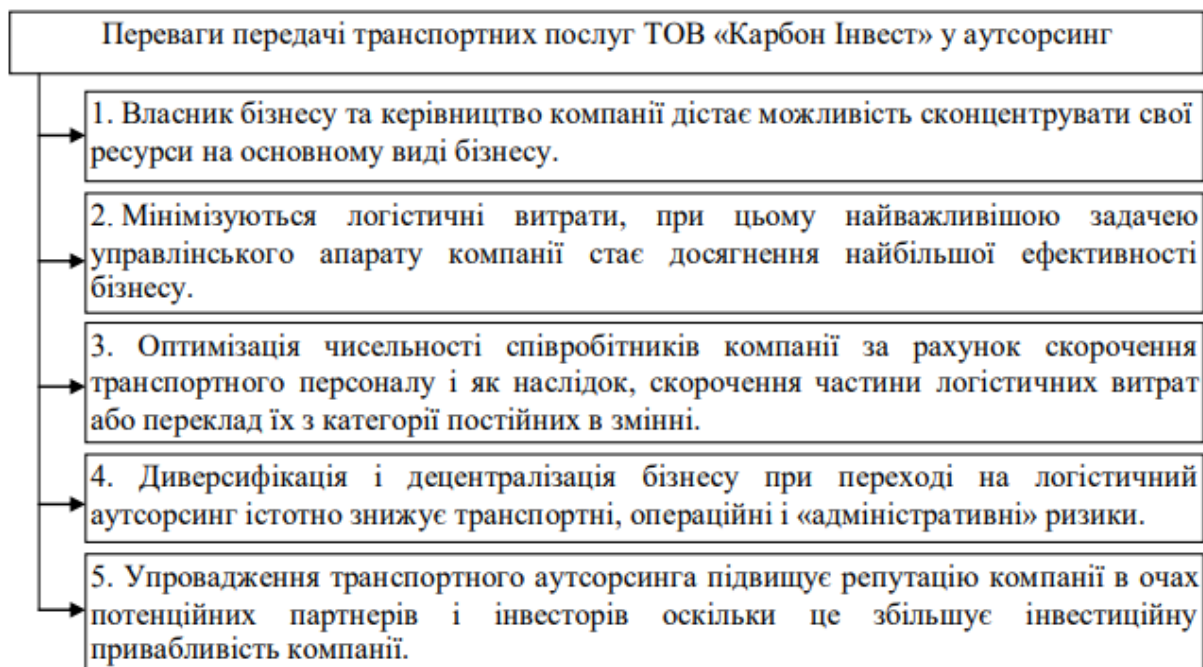 Переваги передачі транспортних послуг ТОВ «Карбон Інвест» у аутсорсинг
1. Власник бізнесу та керівництво компанії дістає можливість сконцентрувати свої
ресурси на основному виді бізнесу.
2. Мінімізуються логістичні витрати, при цьому найважливішою задачею
управлінського апарату компанії стає досягнення найбільшої ефективності
бізнесу.
3. Оптимізація чисельності співробітників компанії за рахунок скорочення
транспортного персоналу і як наслідок, скорочення частини логістичних витрат
або переклад їх з категорії постійних в змінні.
4. Диверсифікація і децентралізація бізнесу при переході на логістичний
аутсорсинг істотно знижує транспортні, операційні і «адміністративні» ризики.
5. Упровадження транспортного аутсорсинга підвищує репутацію компанії в очах
потенційних партнерів і інвесторів оскільки це збільшує інвестиційну
привабливість компанії.